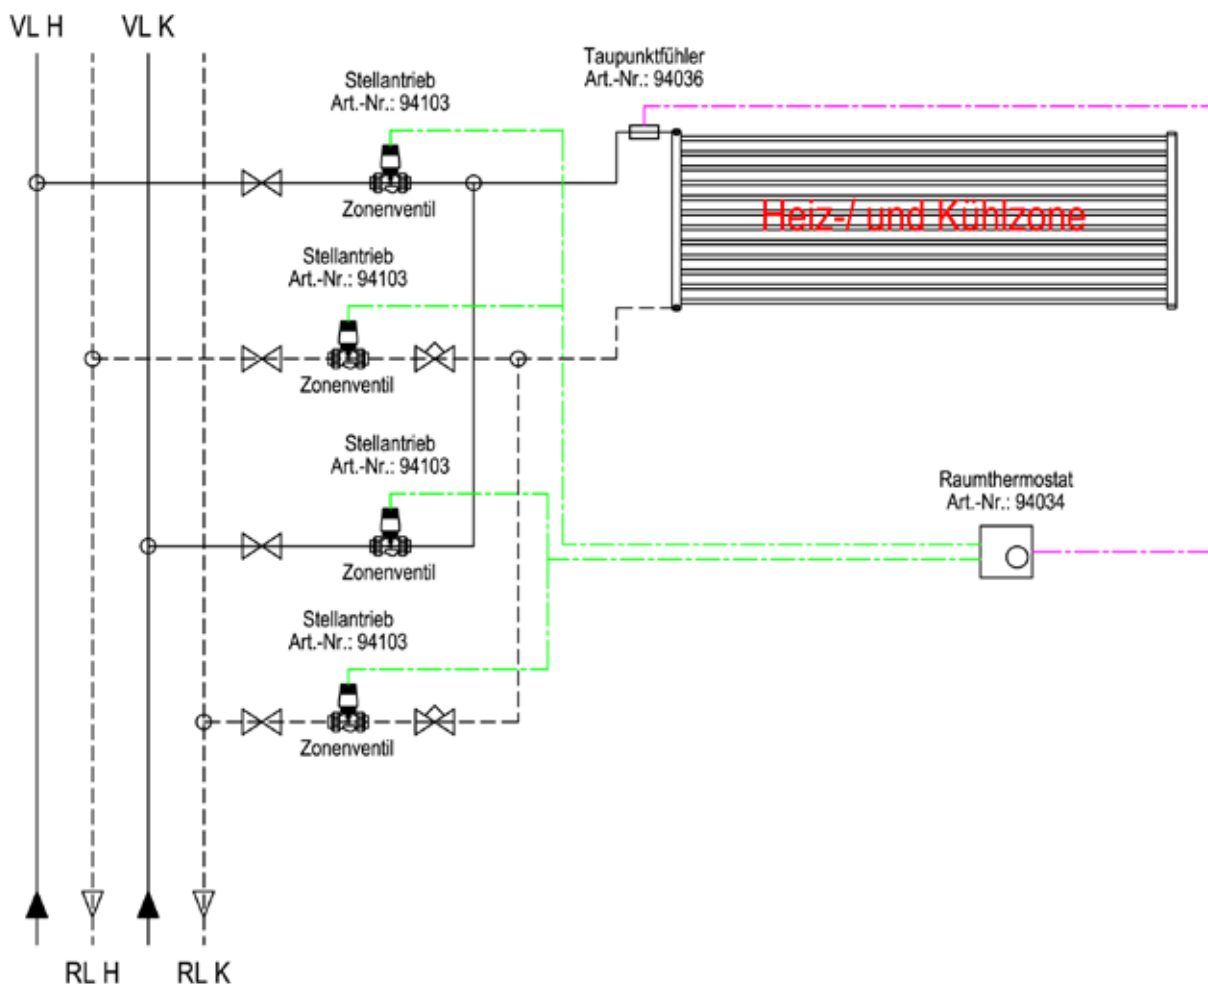 VL H
VL K
Taupunktfühler
Art.-Nr.: 94036
Stellantrieb
Art.-Nr.: 94103
Zonenventil
Heiz-/ und Kühlzone
Stellantrieb
Art.-Nr.: 94103
Zonenventil
Stellantrieb
Art.-Nr.: 94103
Raumthermostat
Art.-Nr.: 94034
Zonenventil
Stellantrieb
Art.-Nr.: 94103
Zonenventil
RL H
RL K